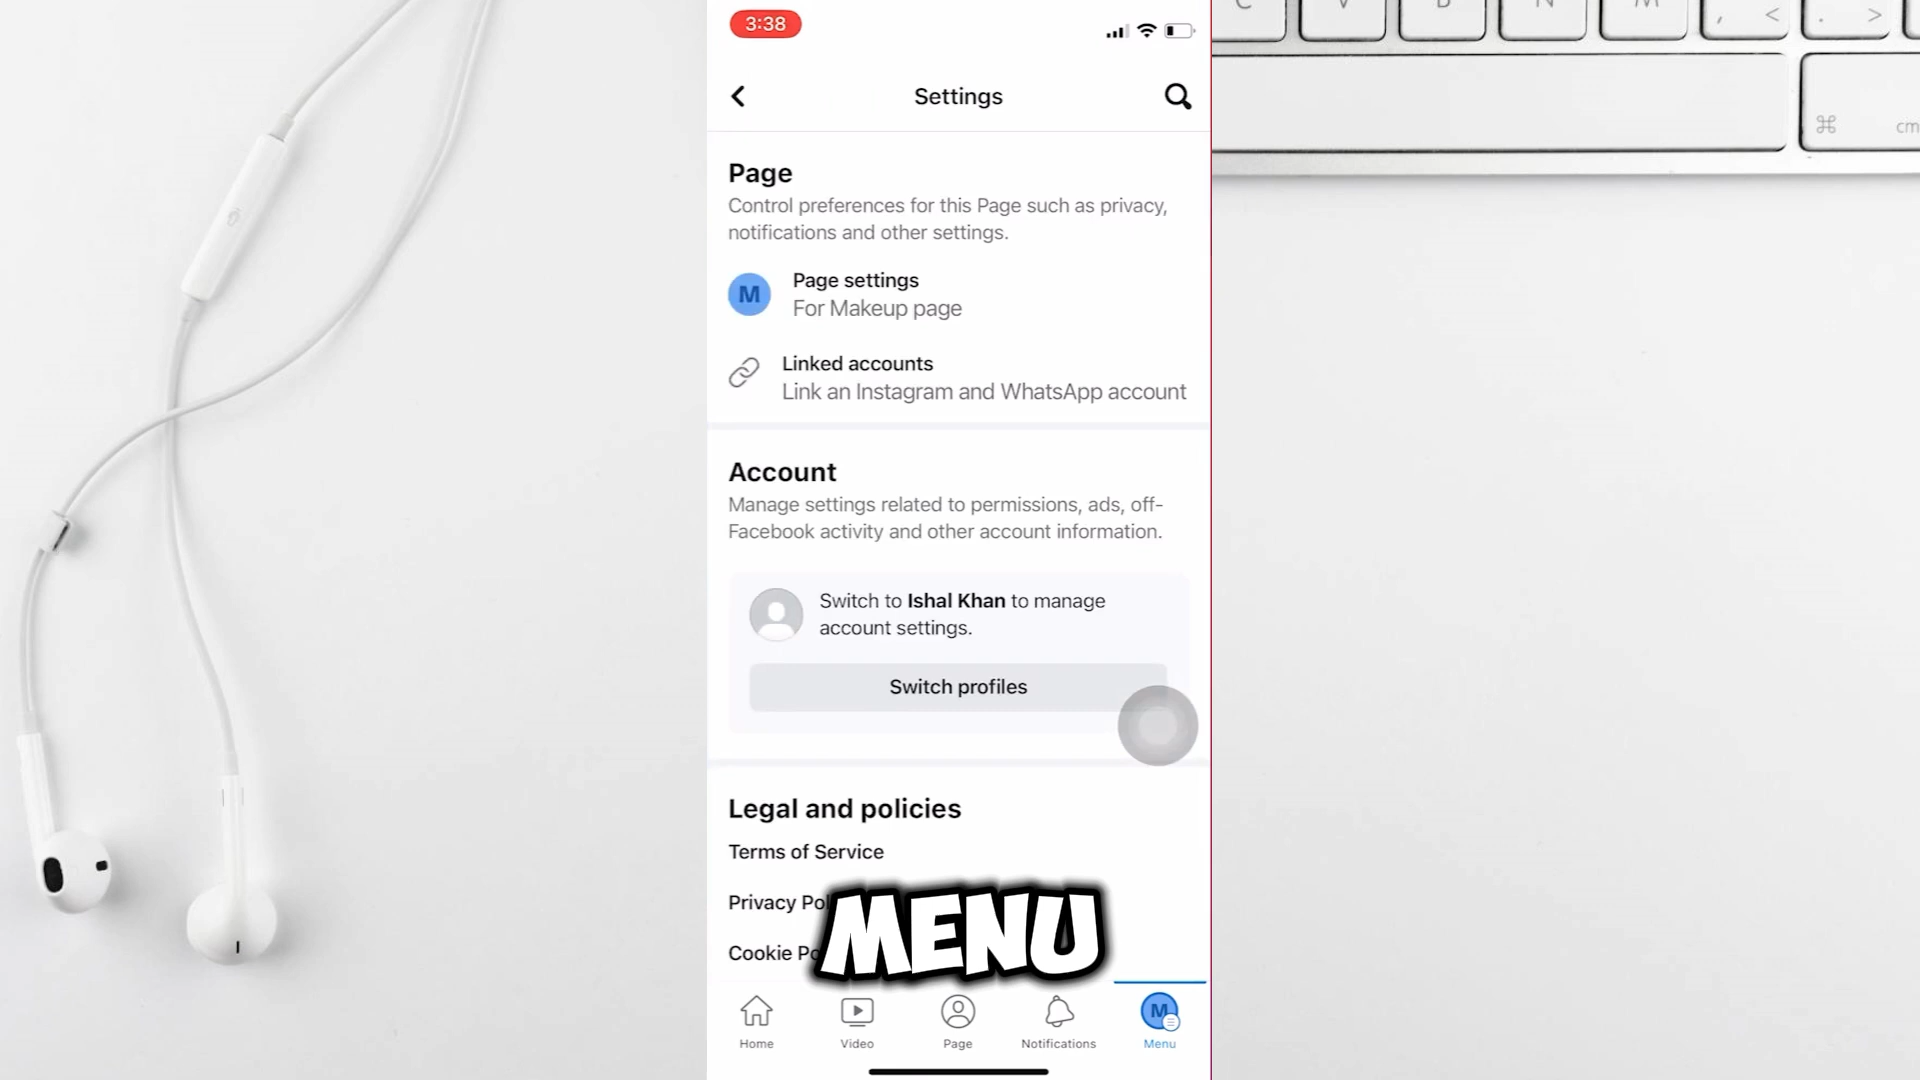 3:38
Settings
Page
Control preferences for this Page such as privacy,
notifications and other settings.
M
Page settings
For Makeup page
Linked accounts
Link an Instagram and WhatsApp account
Account
Manage settings related to permissions, ads, off-
Facebook activity and other account information.
Switch to Ishal Khan to manage
account settings.
Switch profiles
Legal and policies
Terms of Service
Privacy
Cookie
MENU
Home
Video
Page
Notifications
M
Menu
C V B N M , < . >
⌘